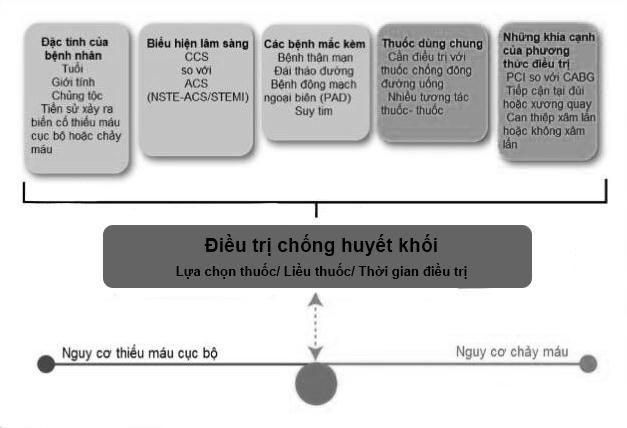 Đặc tính của
bệnh nhân
Tuổi
Giới tính
Chủng tộc
Tiền sử xảy ra
biến cố thiếu máu
cục bộ hoặc chảy
máu
Biểu hiện lâm sàng
CCS
so với
ACS
(NSTE-ACS/STEMI)
Các bệnh mắc kèm
Bệnh thận mạn
Đái tháo đường
Bệnh động mạch
ngoại biên (PAD)
Suy tim
Thuốc dùng chung
Cần điều trị với
thuốc chống đông
đường uống
Nhiều tương tác
thuốc- thuốc
Những khía cạnh
của phương
thức điều trị
PCI so với CABG
Tiếp cận tại đùi
hoặc xương quay
Can thiệp xâm lấn
hoặc không xâm
lấn
Điều trị chống huyết khối
Lựa chọn thuốc/ Liều thuốc/ Thời gian điều trị
Nguy cơ thiếu máu cục bộ
Nguy cơ chảy máu